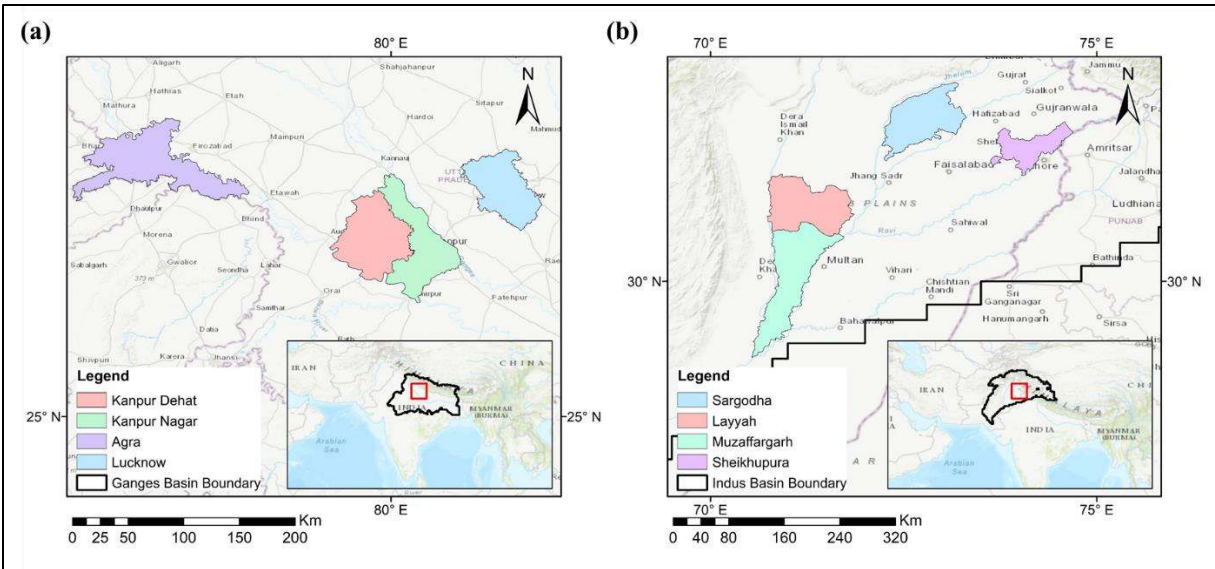 (a)
80° E
Aligarh
Shahjahanpur
N
Hathras
Etah
Mathura
Sitapur
Hardoi
Mainpuri
Firozabad
Kannauj
Etawah
Dhaulpur
Bhind
Morena
Sabalgarh
373 m
Gwalior
Seondha
Lahar
Orai
Fatehpur
Samthar
Datia
Shivpuri
Karera
Jhansi
25° N
25° N
Legend
Kanpur Dehat
Kanpur Nagar
Agra
Lucknow
Ganges Basin Boundary
IRAN
CHINA
INDIA
MYANMAR
(BURMA)
Arabian
Sea
80° E
Km
0 25 50 100 150 200
(b)
70° E
75° E
Jhelum
Gujrat
Jammu
N
Sialkot
Dera
Ismail
Khan
Hafizabad
Gujranwala
Faisalabad
Amritsar
Jhang Sadr
Jalandha
Ludhiana
PLAINS
PUNJAB
Ravi
Sahiwal
Multan
Vihari
Chishtian
Mandi
Bathinda
30° N
30° N
Sri
Ganganagar
Hanumangarh
Sirsa
Bahawalpur
Legend
Sargodha
Layyah
Muzaffargarh
Sheikhupura
Indus Basin Boundary
IRAN
INDIA
MYANMAR
(BURMA)
Arabian
Sea
70° E
75° E
Km
0 40 80 160 240 320